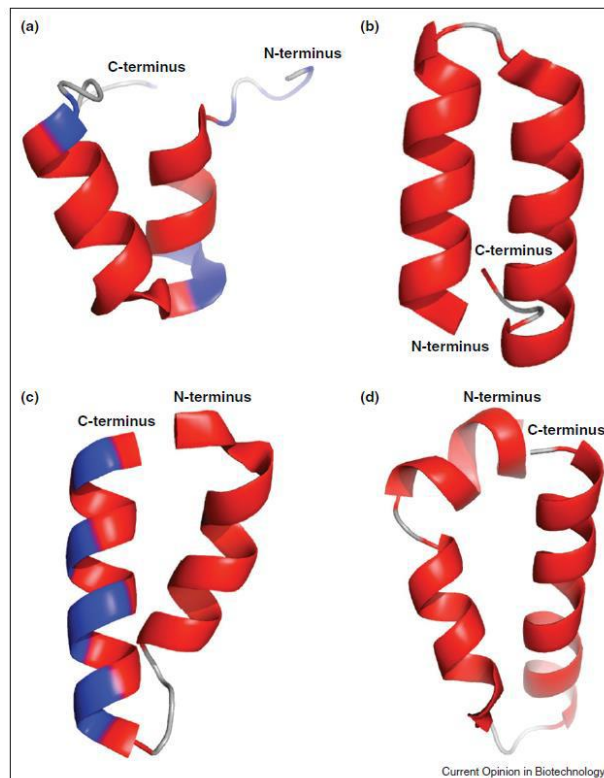 (a)
C-terminus
N-terminus
(b)
C-terminus
N-terminus
(c)
N-terminus
C-terminus
(d)
N-terminus
C-terminus
Current Opinion in Biotechnology